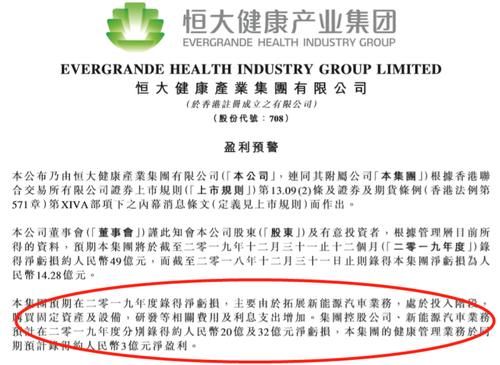 恒大健康产业集团
EVERGRANDE HEALTH INDUSTRY GROUP
EVERGRANDE HEALTH INDUSTRY GROUP LIMITED
恒大健康產業集團有限公司
(於香港註冊成立之有限公司)
(股份代號：708)
盈利預警
本公布乃由恒大健康產業集團有限公司(「本公司」，連同其附屬公司「本集團」)根據香港聯
合交易所有限公司證券上市規則(「上市規則」)第13.09(2)條及證券及期貨條例(香港法例第
571章)第XIVA部項下之內幕消息條文(定義見上市規則)而作出。
本公司董事會(「董事會」)謹此知會本公司股東(「股東」)及有意投資者，根據管理層目前所
得的資料，預期本集團將於截至二零一九年十二月三十一止十二個月(「二零一九年度」)錄
得淨虧損約人民幣49億元，而截至二零一八年十二月三十一日止則錄得本集團淨虧損為人
民幣14.28億元。
本集團預期在二零一九年度錄得淨虧損，主要由於拓展新能源汽車業務，處於投入階段，
購買固定資產及設備，研發等相關費用及利息支出增加。集團控股公司、新能源汽車業務
預計在二零一九年度分別錄得約人民幣20億及32億元淨虧損，本集團的健康管理業務於同
期預計錄得約人民幣3億元淨盈利。